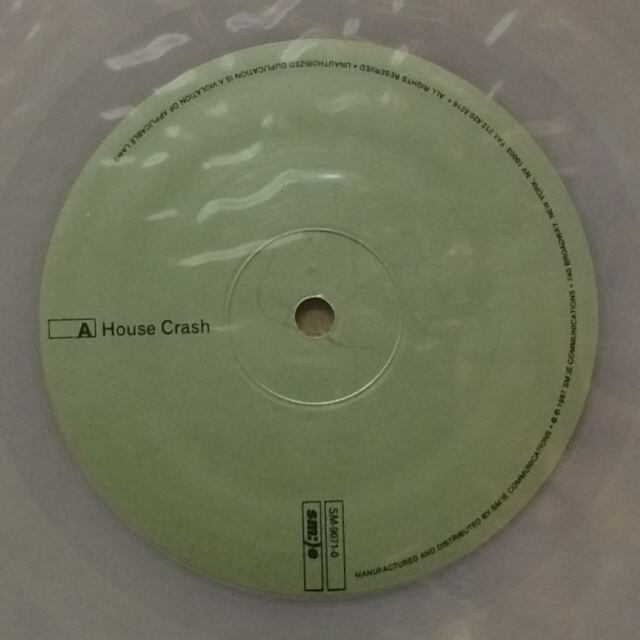 A House Crash
SM-9071-0
sm:)e
MANUFACTURED AND DISTRIBUTED BY SM:)E COMMUNICATIONS • ℗ © 1997 SM:)E COMMUNICATIONS • 740 BROADWAY NEW YORK, NY 10003 FAX 212 420 8216 • ALL RIGHTS RESERVED • UNAUTHORIZED DUPLICATION IS A VIOLATION OF APPLICABLE LAWS